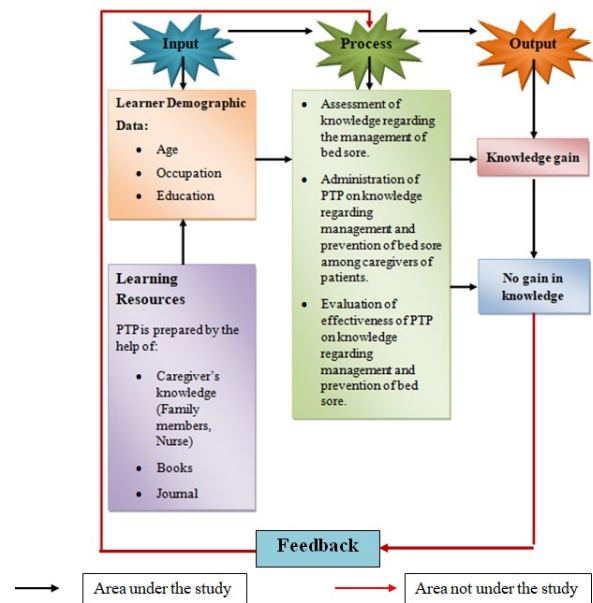 Input
Process
Output
Learner Demographic
Data:
• Age
• Occupation
• Education
Learning
Resources
PTP is prepared by the
help of:
• Caregiver's
knowledge
(Family
members,
Nurse)
• Books
• Journal
• Assessment of
knowledge regarding
the management of
bed sore.
• Administration of
PTP on knowledge
regarding
management and
prevention of bed sore
among caregivers of
patients.
• Evaluation of
effectiveness of PTP
on knowledge
regarding
management and
prevention of bed
sore.
Knowledge gain
No gain in
knowledge
Feedback
Area under the study
Area not under the study